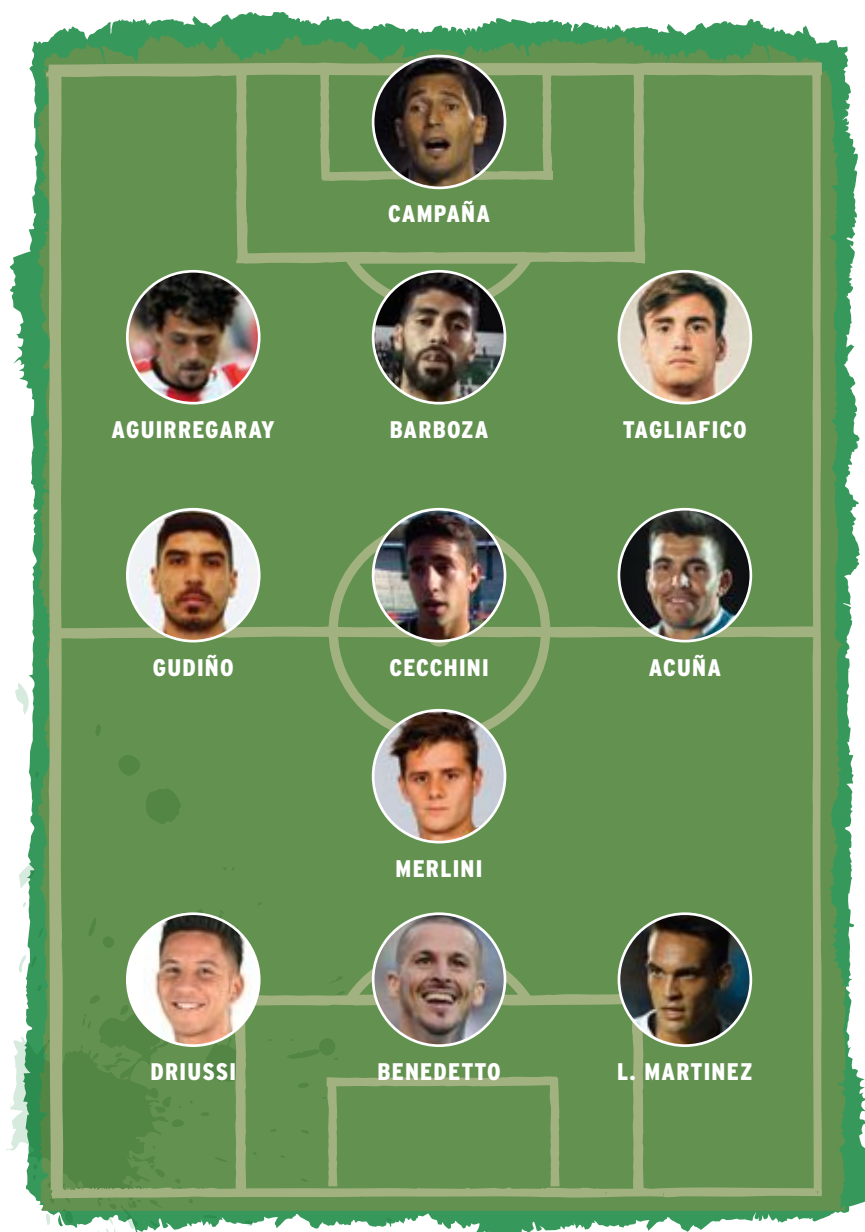 CAMPAÑA
AGUIRREGARAY
BARBOZA
TAGLIAFICO
GUDIÑO
CECCHINI
ACUÑA
MERLINI
DRIUSSI
BENEDETTO
L. MARTINEZ